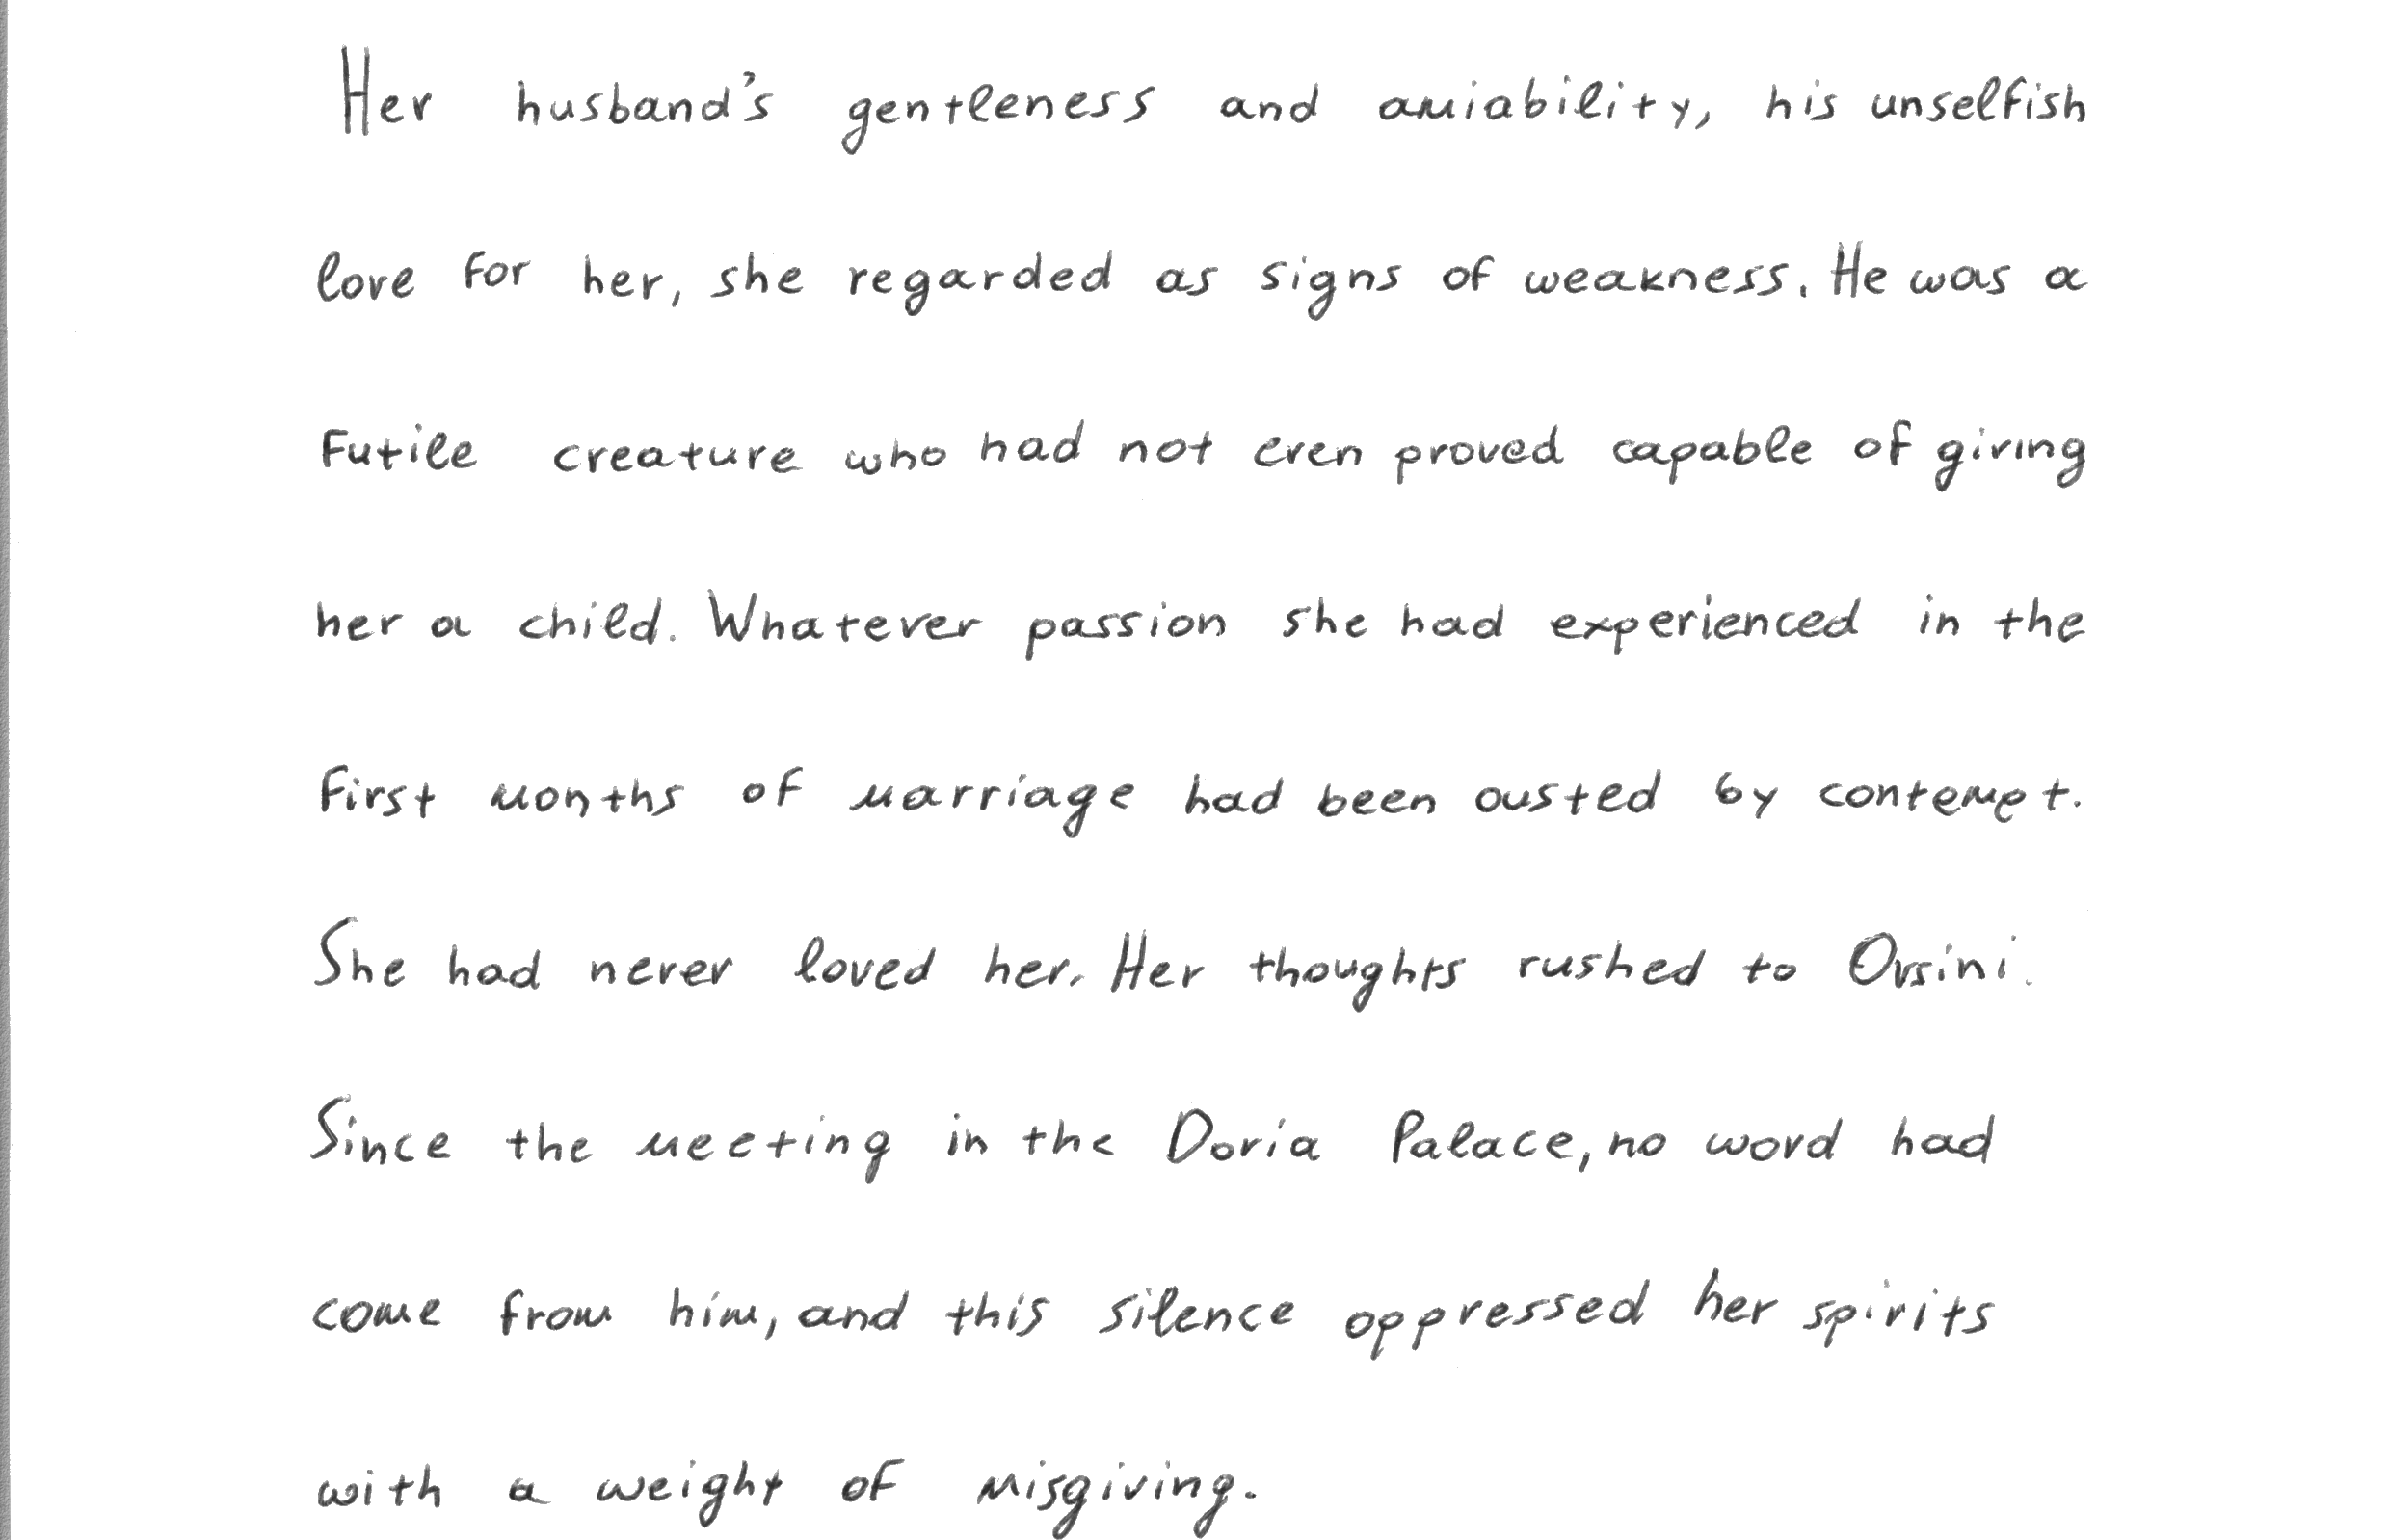 Her husband's gentleness and amiability, his unselfish
love for her, she regarded as signs of weakness. He was a
futile creature who had not even proved capable of giving
her a child. Whatever passion she had experienced in the
first months of marriage had been ousted by contempt.
She had never loved her. Her thoughts rushed to Orsini.
Since the meeting in the Doria Palace, no word had
come from him, and this silence oppressed her spirits
with a weight of misgiving.